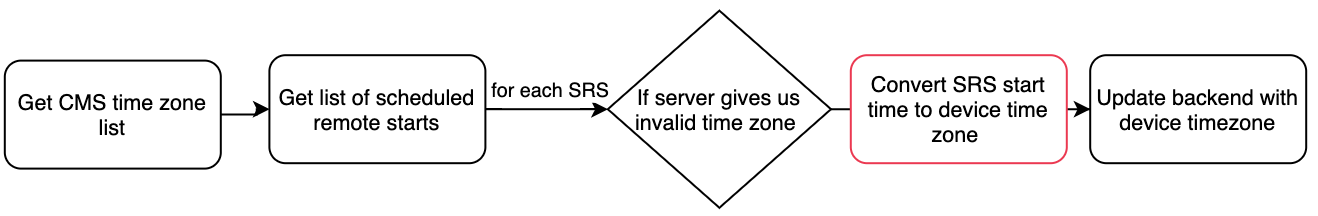 Get CMS time zone
list
Get list of scheduled
remote starts
for each SRS
If server gives us
invalid time zone
Convert SRS start
time to device time
zone
Update backend with
device timezone